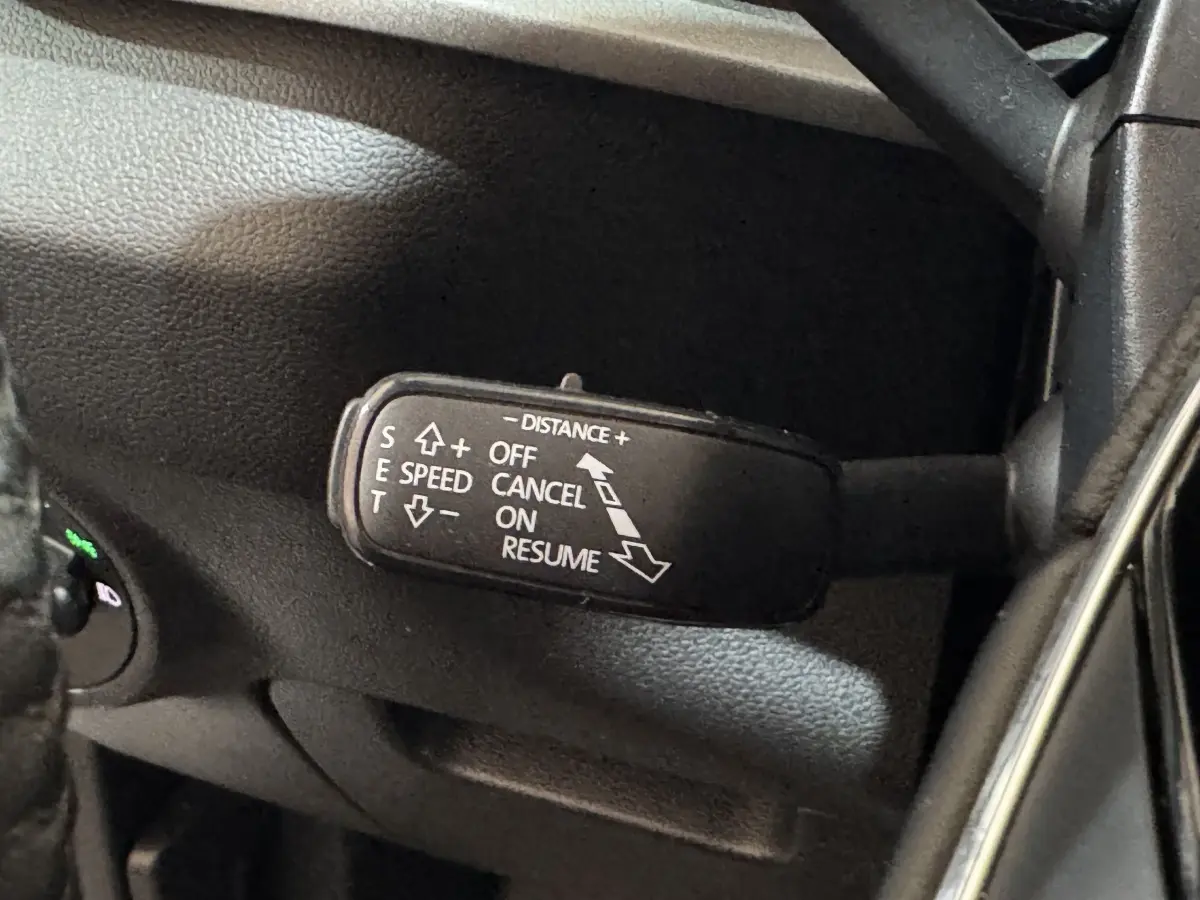 - DISTANCE +
S + OFF
E SPEED CANCEL
T - ON
RESUME